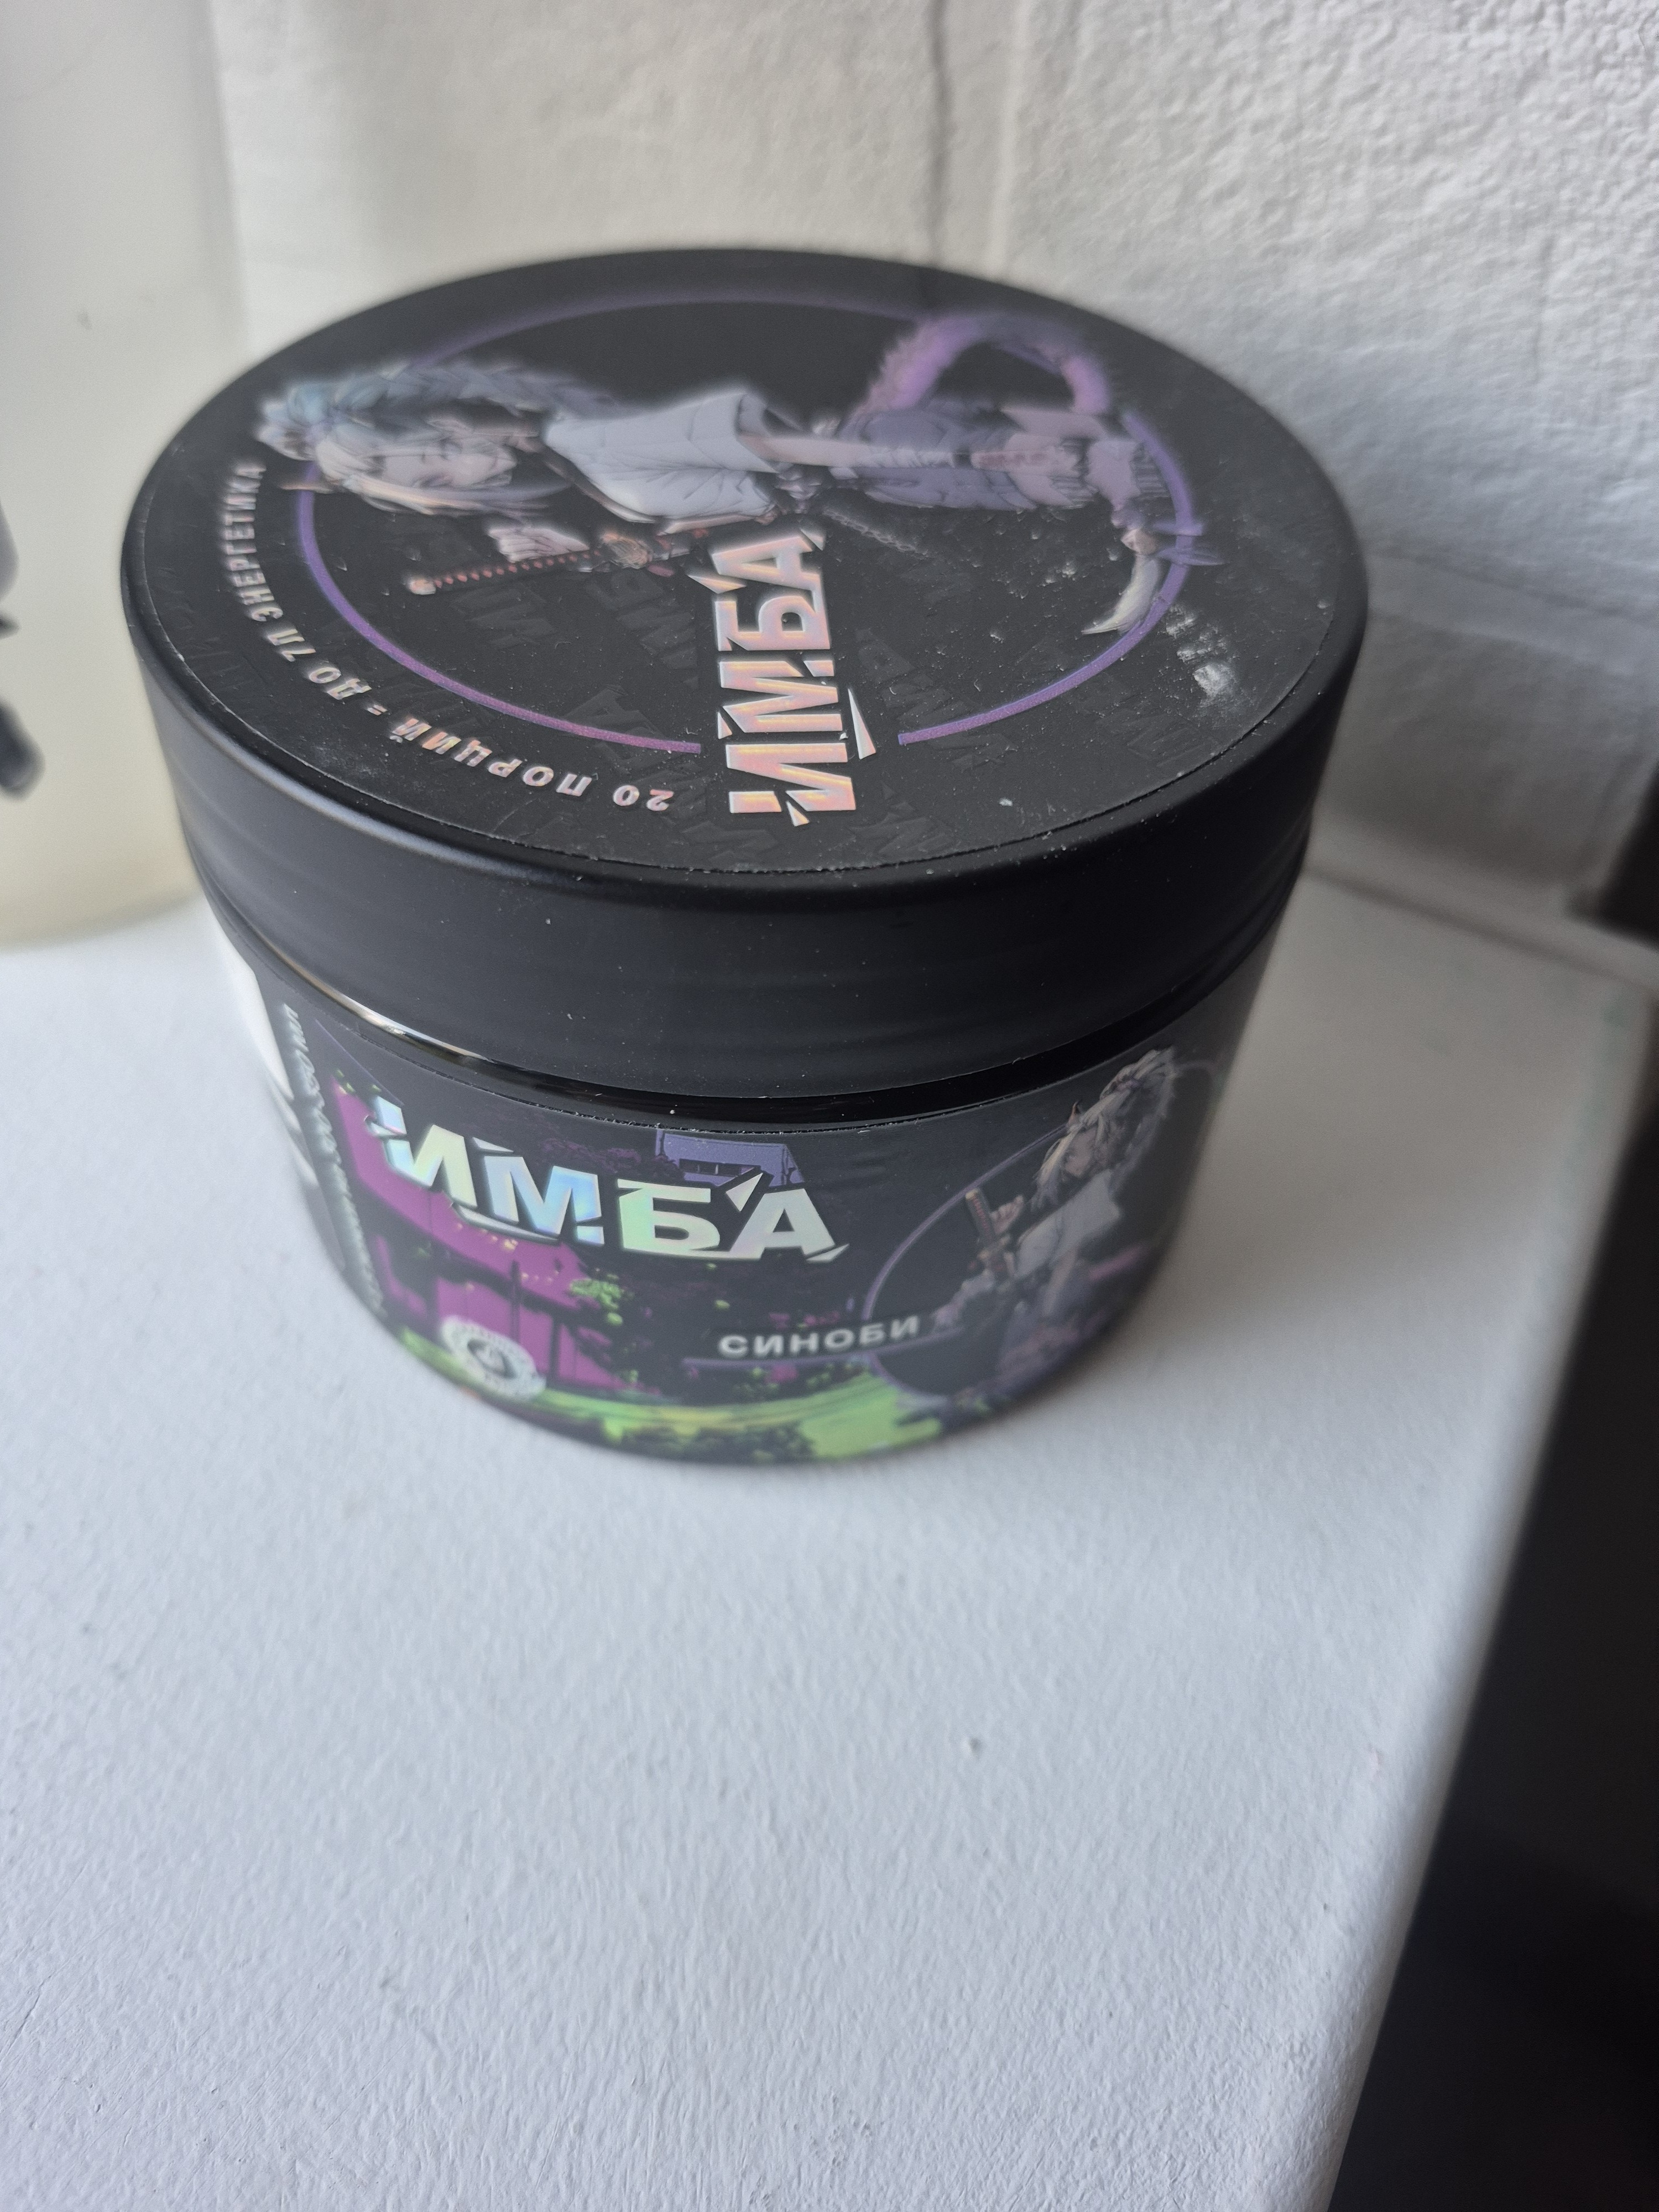 ИМБА
20 ПОРЦИЙ = ДО 7Л ЭНЕРГЕТИКА
ИМБА
СИНОБИ